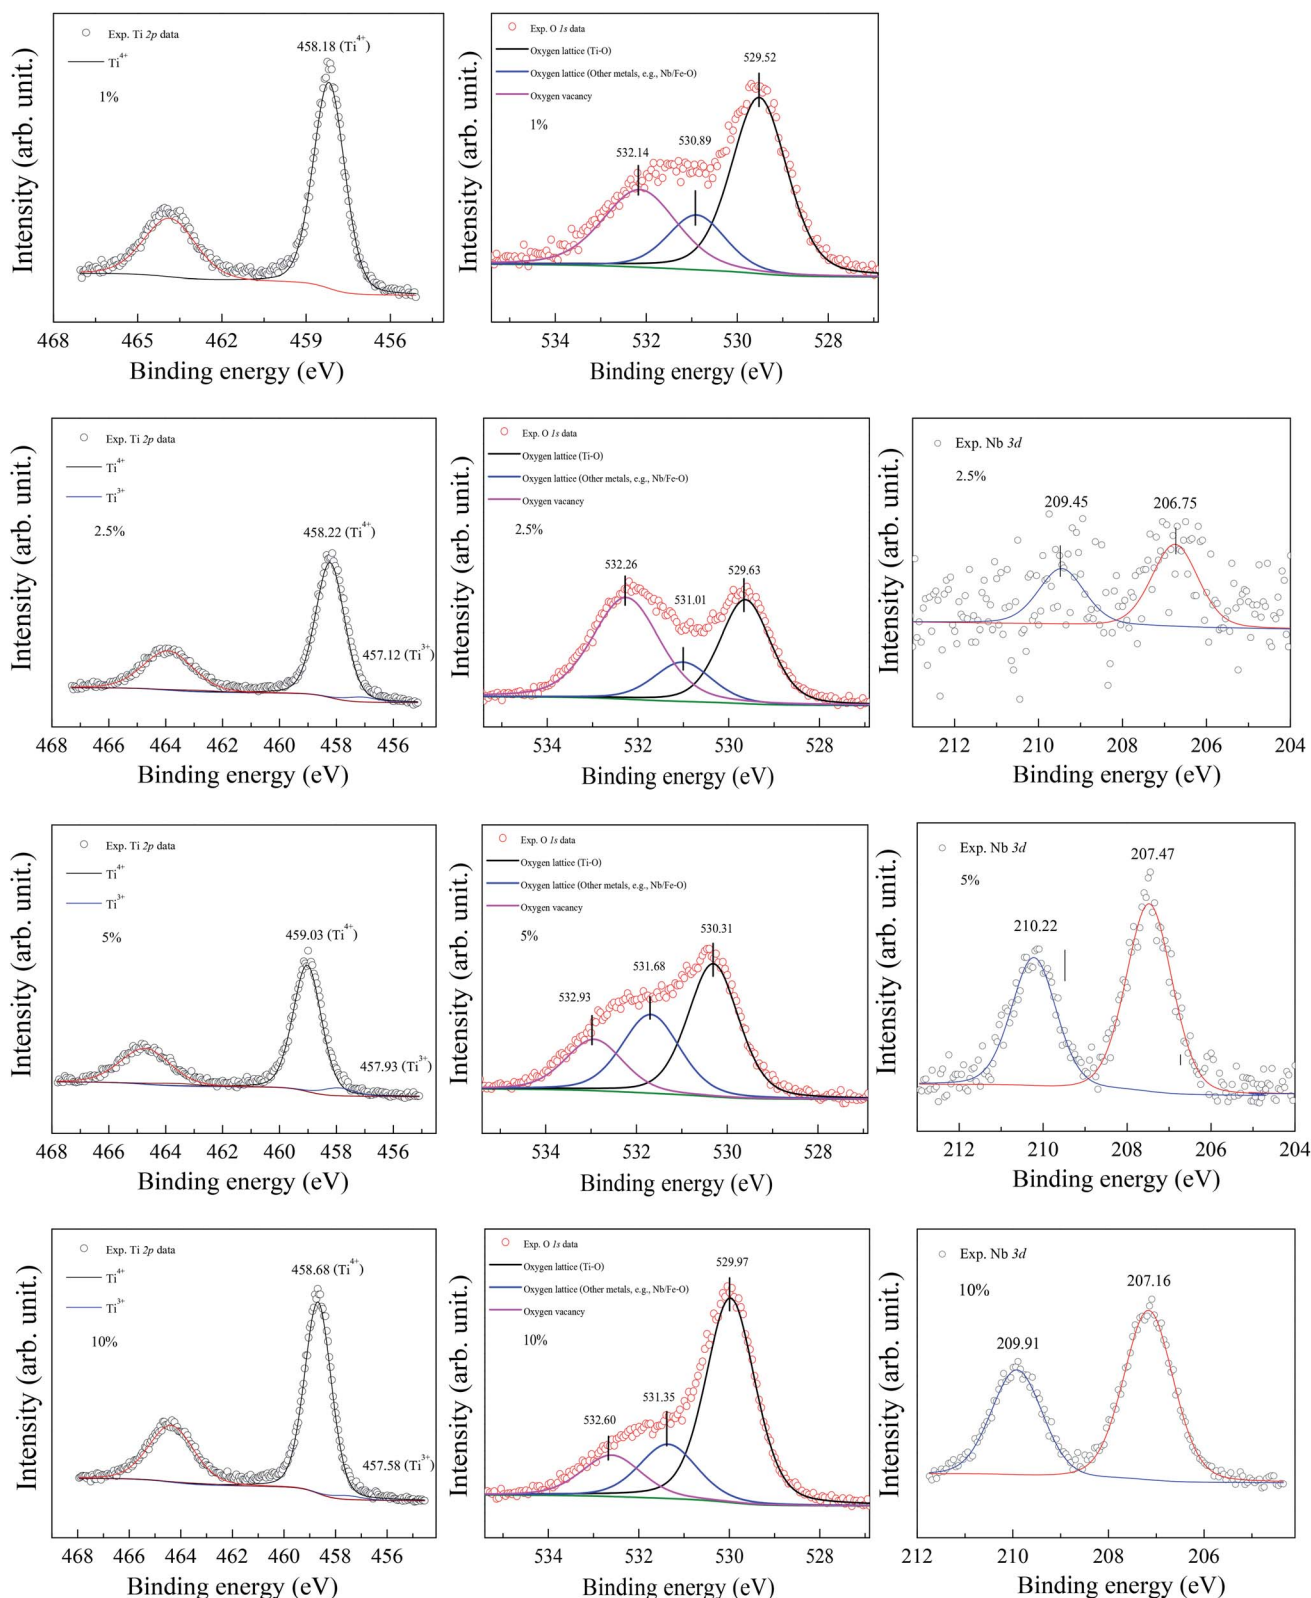 Exp. Ti 2p data
Ti4+
1%
458.18 (Ti4+)
Intensity (arb. unit.)
468 465 462 459 456
Binding energy (eV)
Exp. O 1s data
Oxygen lattice (Ti-O)
Oxygen lattice (Other metals, e.g., Nb/Fe-O)
Oxygen vacancy
1%
529.52
530.89
532.14
Intensity (arb. unit.)
534 532 530 528
Binding energy (eV)
Exp. Ti 2p data
Ti4+
Ti3+
2.5%
458.22 (Ti4+)
457.12 (Ti3+)
Intensity (arb. unit.)
468 466 464 462 460 458 456
Binding energy (eV)
Exp. O 1s data
Oxygen lattice (Ti-O)
Oxygen lattice (Other metals, e.g., Nb/Fe-O)
Oxygen vacancy
2.5%
532.26
531.01
529.63
Intensity (arb. unit.)
534 532 530 528
Binding energy (eV)
Exp. Nb 3d
2.5%
209.45
206.75
Intensity (arb. unit.)
212 210 208 206 204
Binding energy (eV)
Exp. Ti 2p data
Ti4+
Ti3+
5%
459.03 (Ti4+)
457.93 (Ti3+)
Intensity (arb. unit.)
468 466 464 462 460 458 456
Binding energy (eV)
Exp. O 1s data
Oxygen lattice (Ti-O)
Oxygen lattice (Other metals, e.g., Nb/Fe-O)
Oxygen vacancy
5%
530.31
531.68
532.93
Intensity (arb. unit.)
534 532 530 528
Binding energy (eV)
Exp. Nb 3d
5%
207.47
210.22
Intensity (arb. unit.)
212 210 208 206 204
Binding energy (eV)
Exp. Ti 2p data
Ti4+
Ti3+
10%
458.68 (Ti4+)
457.58 (Ti3+)
Intensity (arb. unit.)
468 466 464 462 460 458 456
Binding energy (eV)
Exp. O 1s data
Oxygen lattice (Ti-O)
Oxygen lattice (Other metals, e.g., Nb/Fe-O)
Oxygen vacancy
10%
529.97
531.35
532.60
Intensity (arb. unit.)
534 532 530 528
Binding energy (eV)
Exp. Nb 3d
10%
207.16
209.91
Intensity (arb. unit.)
212 210 208 206
Binding energy (eV)